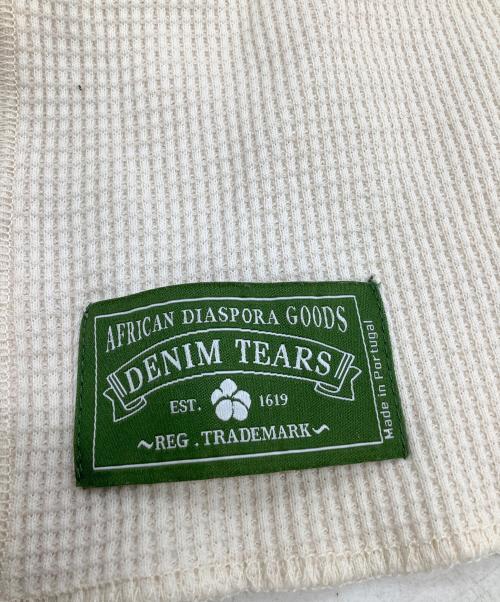 AFRICAN DIASPORA GOODS
DENIM TEARS
EST. 1619
~REG. TRADEMARK~
Made in Portugal